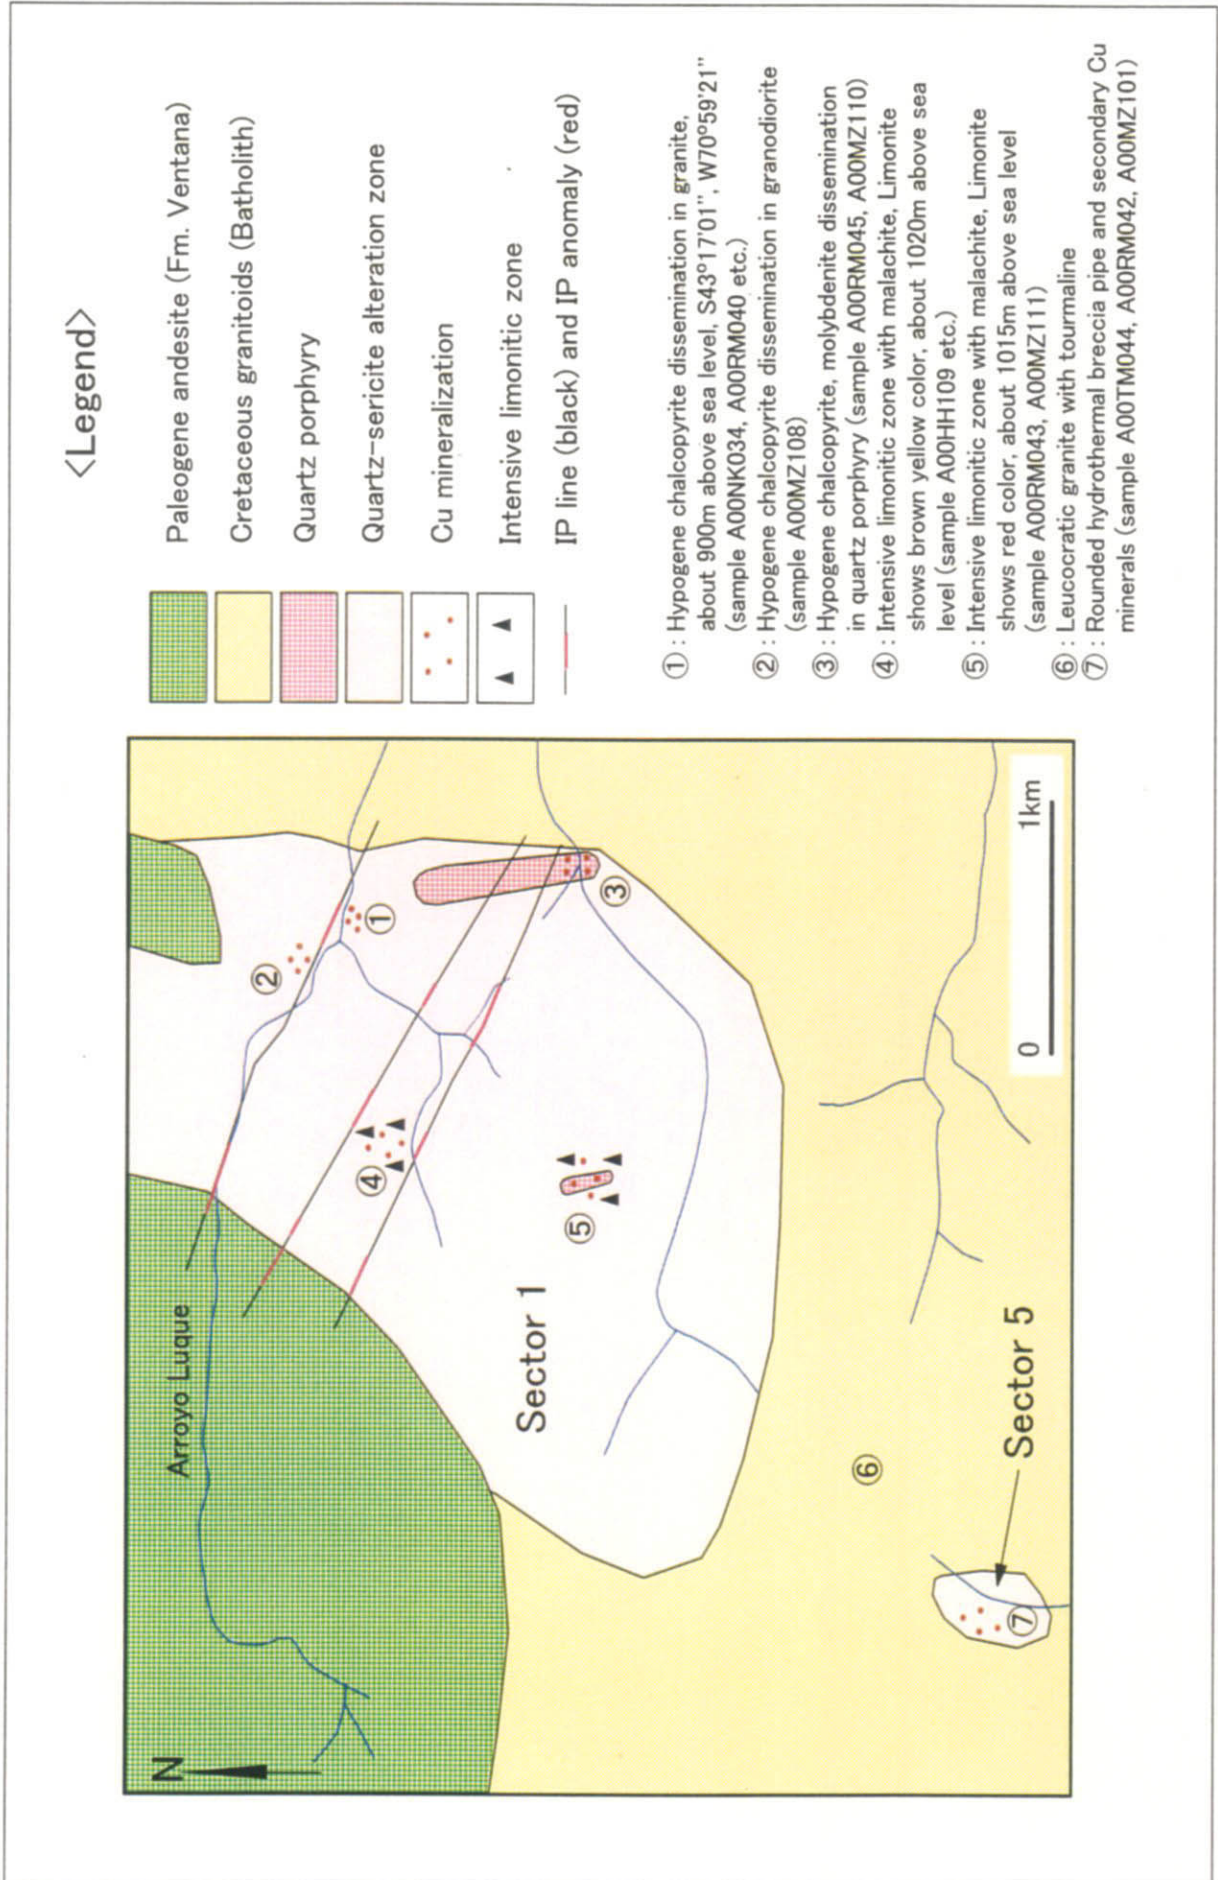 <Legend>
Paleogene andesite (Fm. Ventana)
Cretaceous granitoids (Batholith)
Quartz porphyry
Quartz-sericite alteration zone
Cu mineralization
Intensive limonitic zone
IP line (black) and IP anomaly (red)
①: Hypogene chalcopyrite dissemination in granite,
about 900m above sea level, S43°17'01", W70°59'21"
(sample A00NK034, A00RM040 etc.)
②: Hypogene chalcopyrite dissemination in granodiorite
(sample A00MZ108)
③: Hypogene chalcopyrite, molybdenite dissemination
in quartz porphyry (sample A00RM045, A00MZ110)
④: Intensive limonitic zone with malachite, Limonite
shows brown yellow color, about 1020m above sea
level (sample A00HH109 etc.)
⑤: Intensive limonitic zone with malachite, Limonite
shows red color, about 1015m above sea level
(sample A00RM043, A00MZ111)
⑥: Leucocratic granite with tourmaline
⑦: Rounded hydrothermal breccia pipe and secondary Cu
minerals (sample A00TM044, A00RM042, A00MZ101)
N
Arroyo Luque
②
①
④
③
⑤
Sector 1
⑥
Sector 5
⑦
0 1km